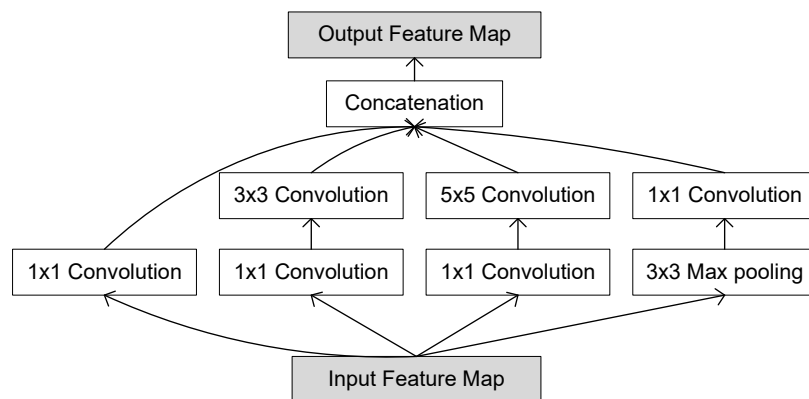 Output Feature Map
Concatenation
3x3 Convolution
5x5 Convolution
1x1 Convolution
1x1 Convolution
1x1 Convolution
1x1 Convolution
3x3 Max pooling
Input Feature Map